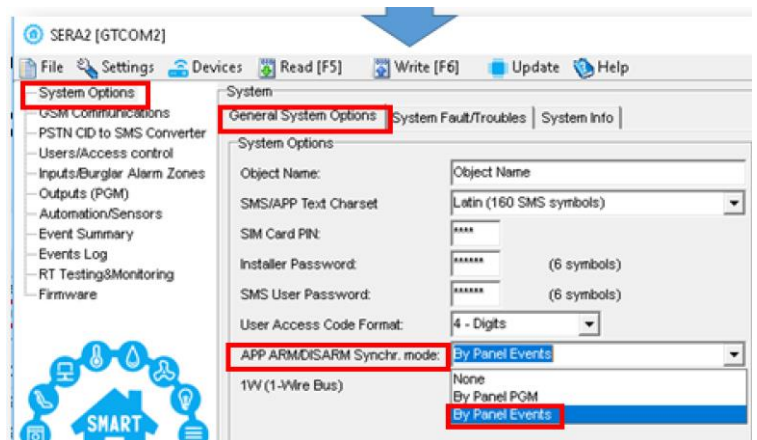 SERA2 [GTCOM2]
File Settings Devices Read [F5] Write [F6] Update Help
System Options
GSM Communications
PSTN CID to SMS Converter
Users/Access control
Inputs/Burglar Alarm Zones
Outputs (PGM)
Automation/Sensors
Event Summary
Events Log
RT Testing&Monitoring
Firmware
SMART
System
General System Options System Fault/Troubles System Info
System Options
Object Name: Object Name
SMS/APP Text Charset Latin (160 SMS symbols)
SIM Card PIN: ****
Installer Password: ****** (6 symbols)
SMS User Password: ****** (6 symbols)
User Access Code Format: 4 - Digits
APP ARM/DISARM Synchr. mode: By Panel Events
1W (1-Wire Bus)
None
By Panel PGM
By Panel Events